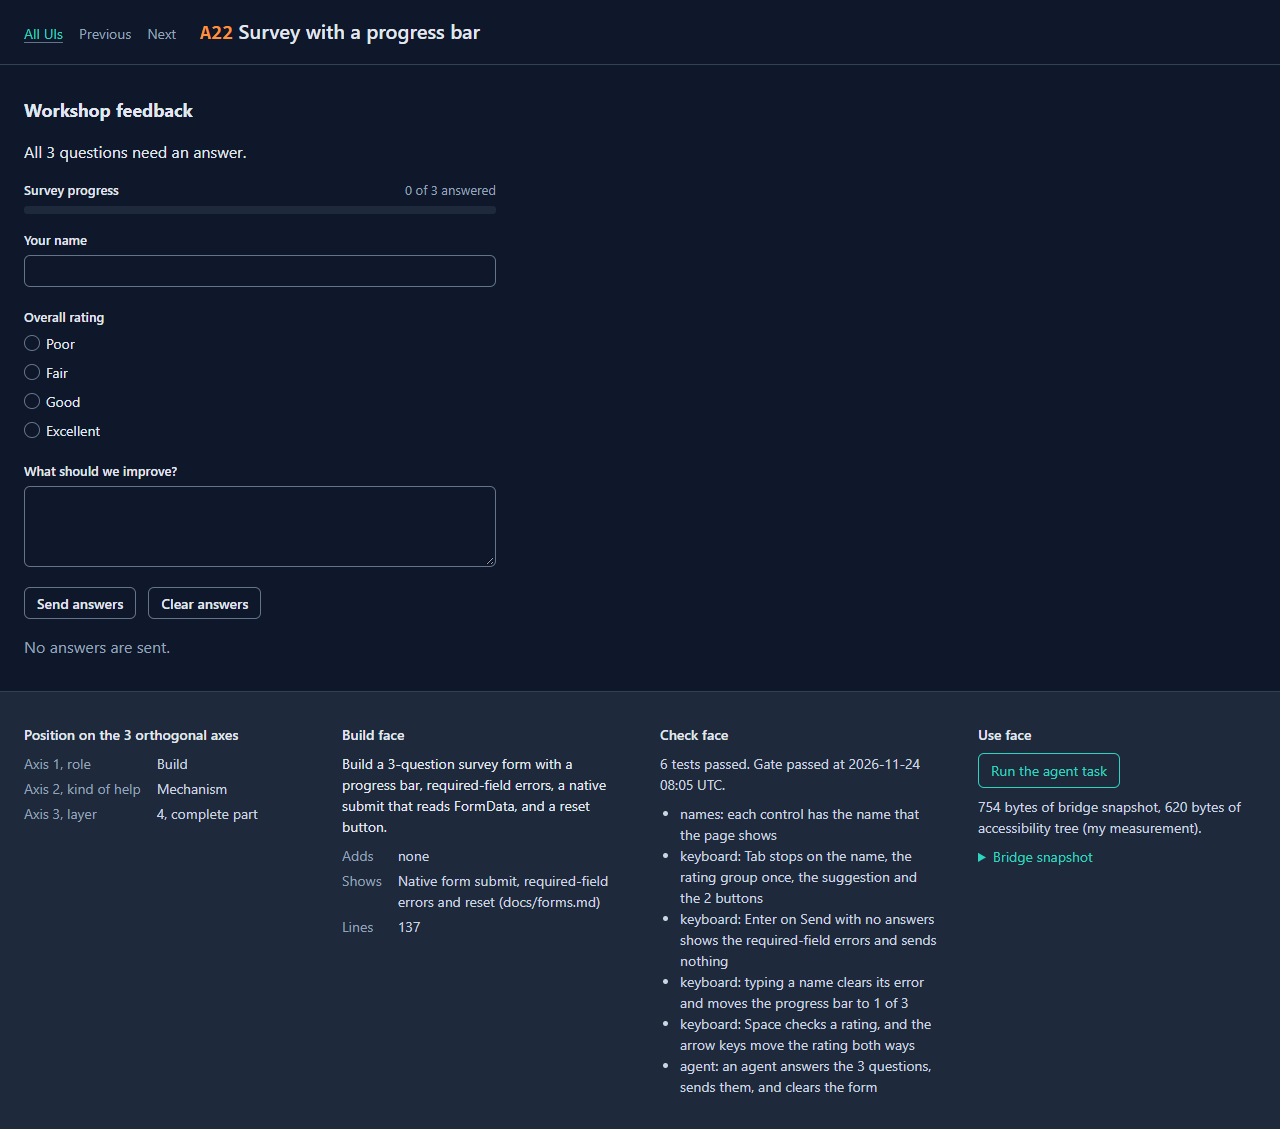 All UIs Previous Next A22 Survey with a progress bar
Workshop feedback
All 3 questions need an answer.
Survey progress 0 of 3 answered
Your name
Overall rating
Poor
Fair
Good
Excellent
What should we improve?
Send answers Clear answers
No answers are sent.
Position on the 3 orthogonal axes
Axis 1, role Build
Axis 2, kind of help Mechanism
Axis 3, layer 4, complete part
Build face
Build a 3-question survey form with a
progress bar, required-field errors, a native
submit that reads FormData, and a reset
button.
Adds none
Shows Native form submit, required-field
errors and reset (docs/forms.md)
Lines 137
Check face
6 tests passed. Gate passed at 2026-11-24
08:05 UTC.
• names: each control has the name that
the page shows
• keyboard: Tab stops on the name, the
rating group once, the suggestion and
the 2 buttons
• keyboard: Enter on Send with no answers
shows the required-field errors and sends
nothing
• keyboard: typing a name clears its error
and moves the progress bar to 1 of 3
• keyboard: Space checks a rating, and the
arrow keys move the rating both ways
• agent: an agent answers the 3 questions,
sends them, and clears the form
Use face
Run the agent task
754 bytes of bridge snapshot, 620 bytes of
accessibility tree (my measurement).
▶ Bridge snapshot